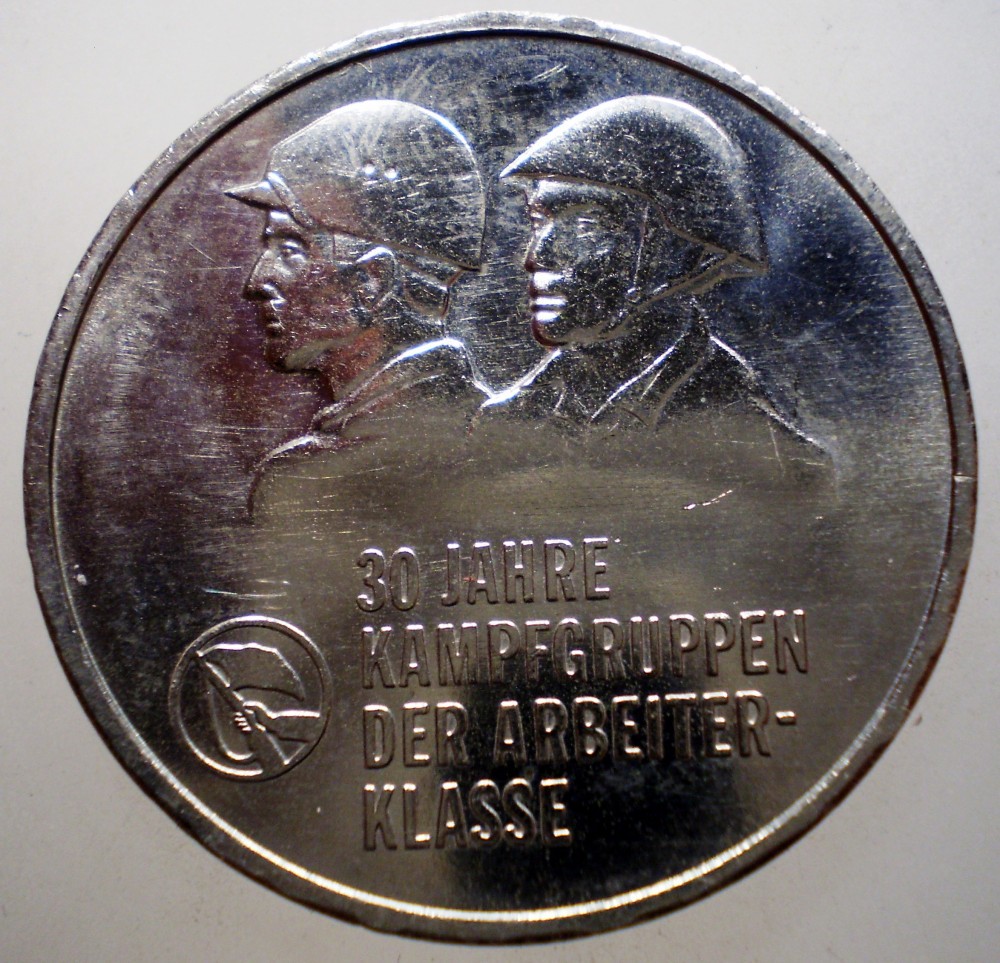 30 JAHRE
KAMPFGRUPPEN
DER ARBEITER-
KLASSE